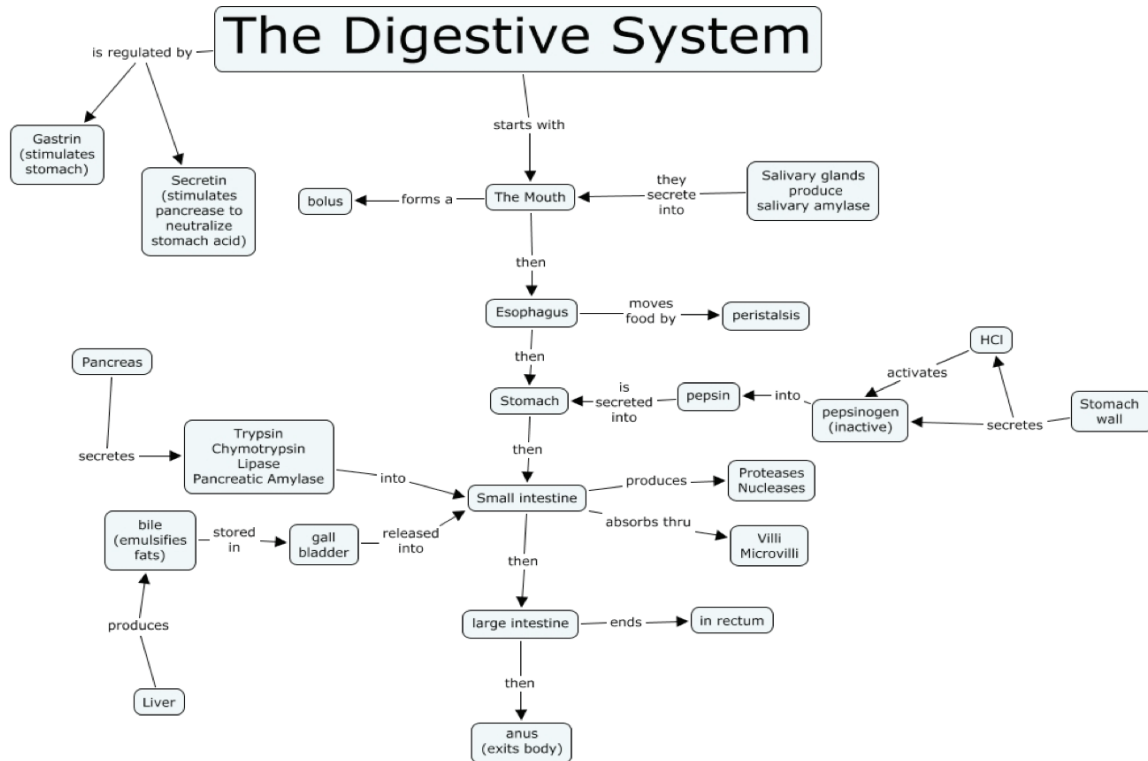 The Digestive System
is regulated by
Gastrin
(stimulates
stomach)
Secretin
(stimulates
pancrease to
neutralize
stomach acid)
starts with
bolus
forms a
The Mouth
they
secrete
into
Salivary glands
produce
salivary amylase
then
Esophagus
moves
food by
peristalsis
then
Stomach
is
secreted
into
pepsin
into
pepsinogen
(inactive)
activates
HCl
secretes
Stomach
wall
then
Pancreas
secretes
Trypsin
Chymotrypsin
Lipase
Pancreatic Amylase
into
Small intestine
produces
Proteases
Nucleases
absorbs thru
Villi
Microvilli
bile
(emulsifies
fats)
stored
in
gall
bladder
released
into
produces
Liver
then
large intestine
ends
in rectum
then
anus
(exits body)